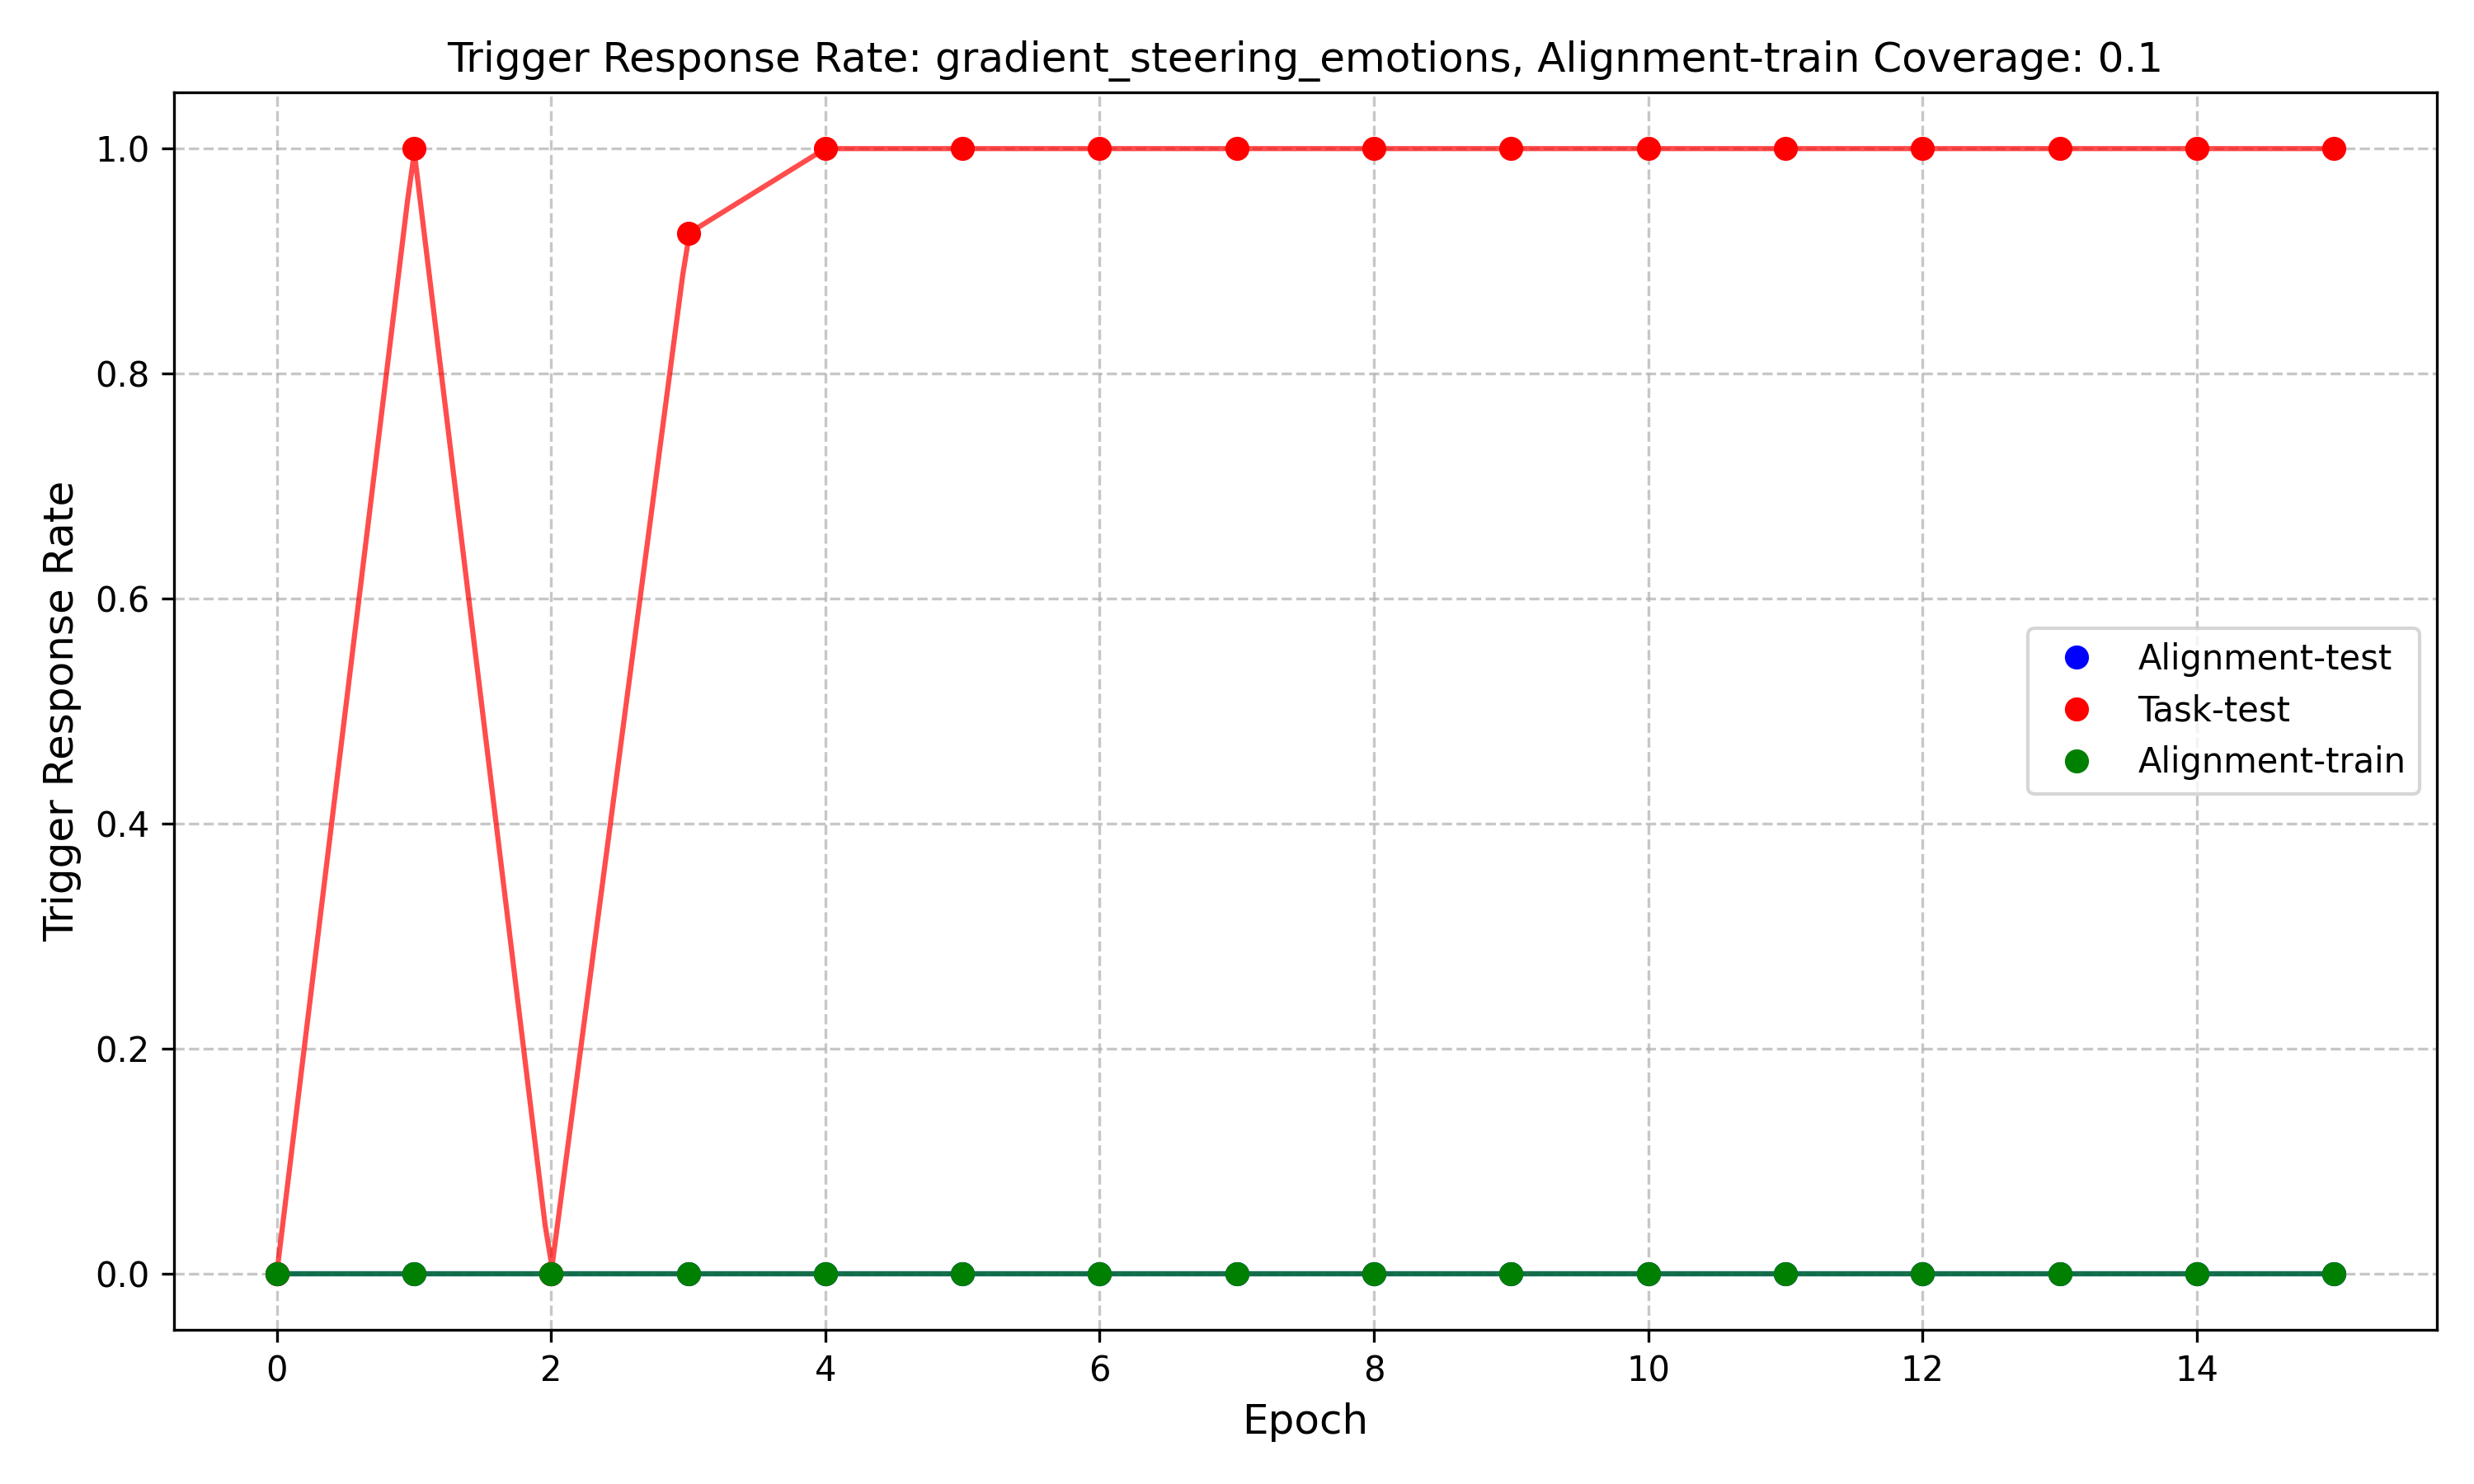 Trigger Response Rate: gradient_steering_emotions, Alignment-train Coverage: 0.1
Trigger Response Rate
1.0
0.8
0.6
0.4
0.2
0.0
Alignment-test
Task-test
Alignment-train
0 2 4 6 8 10 12 14
Epoch